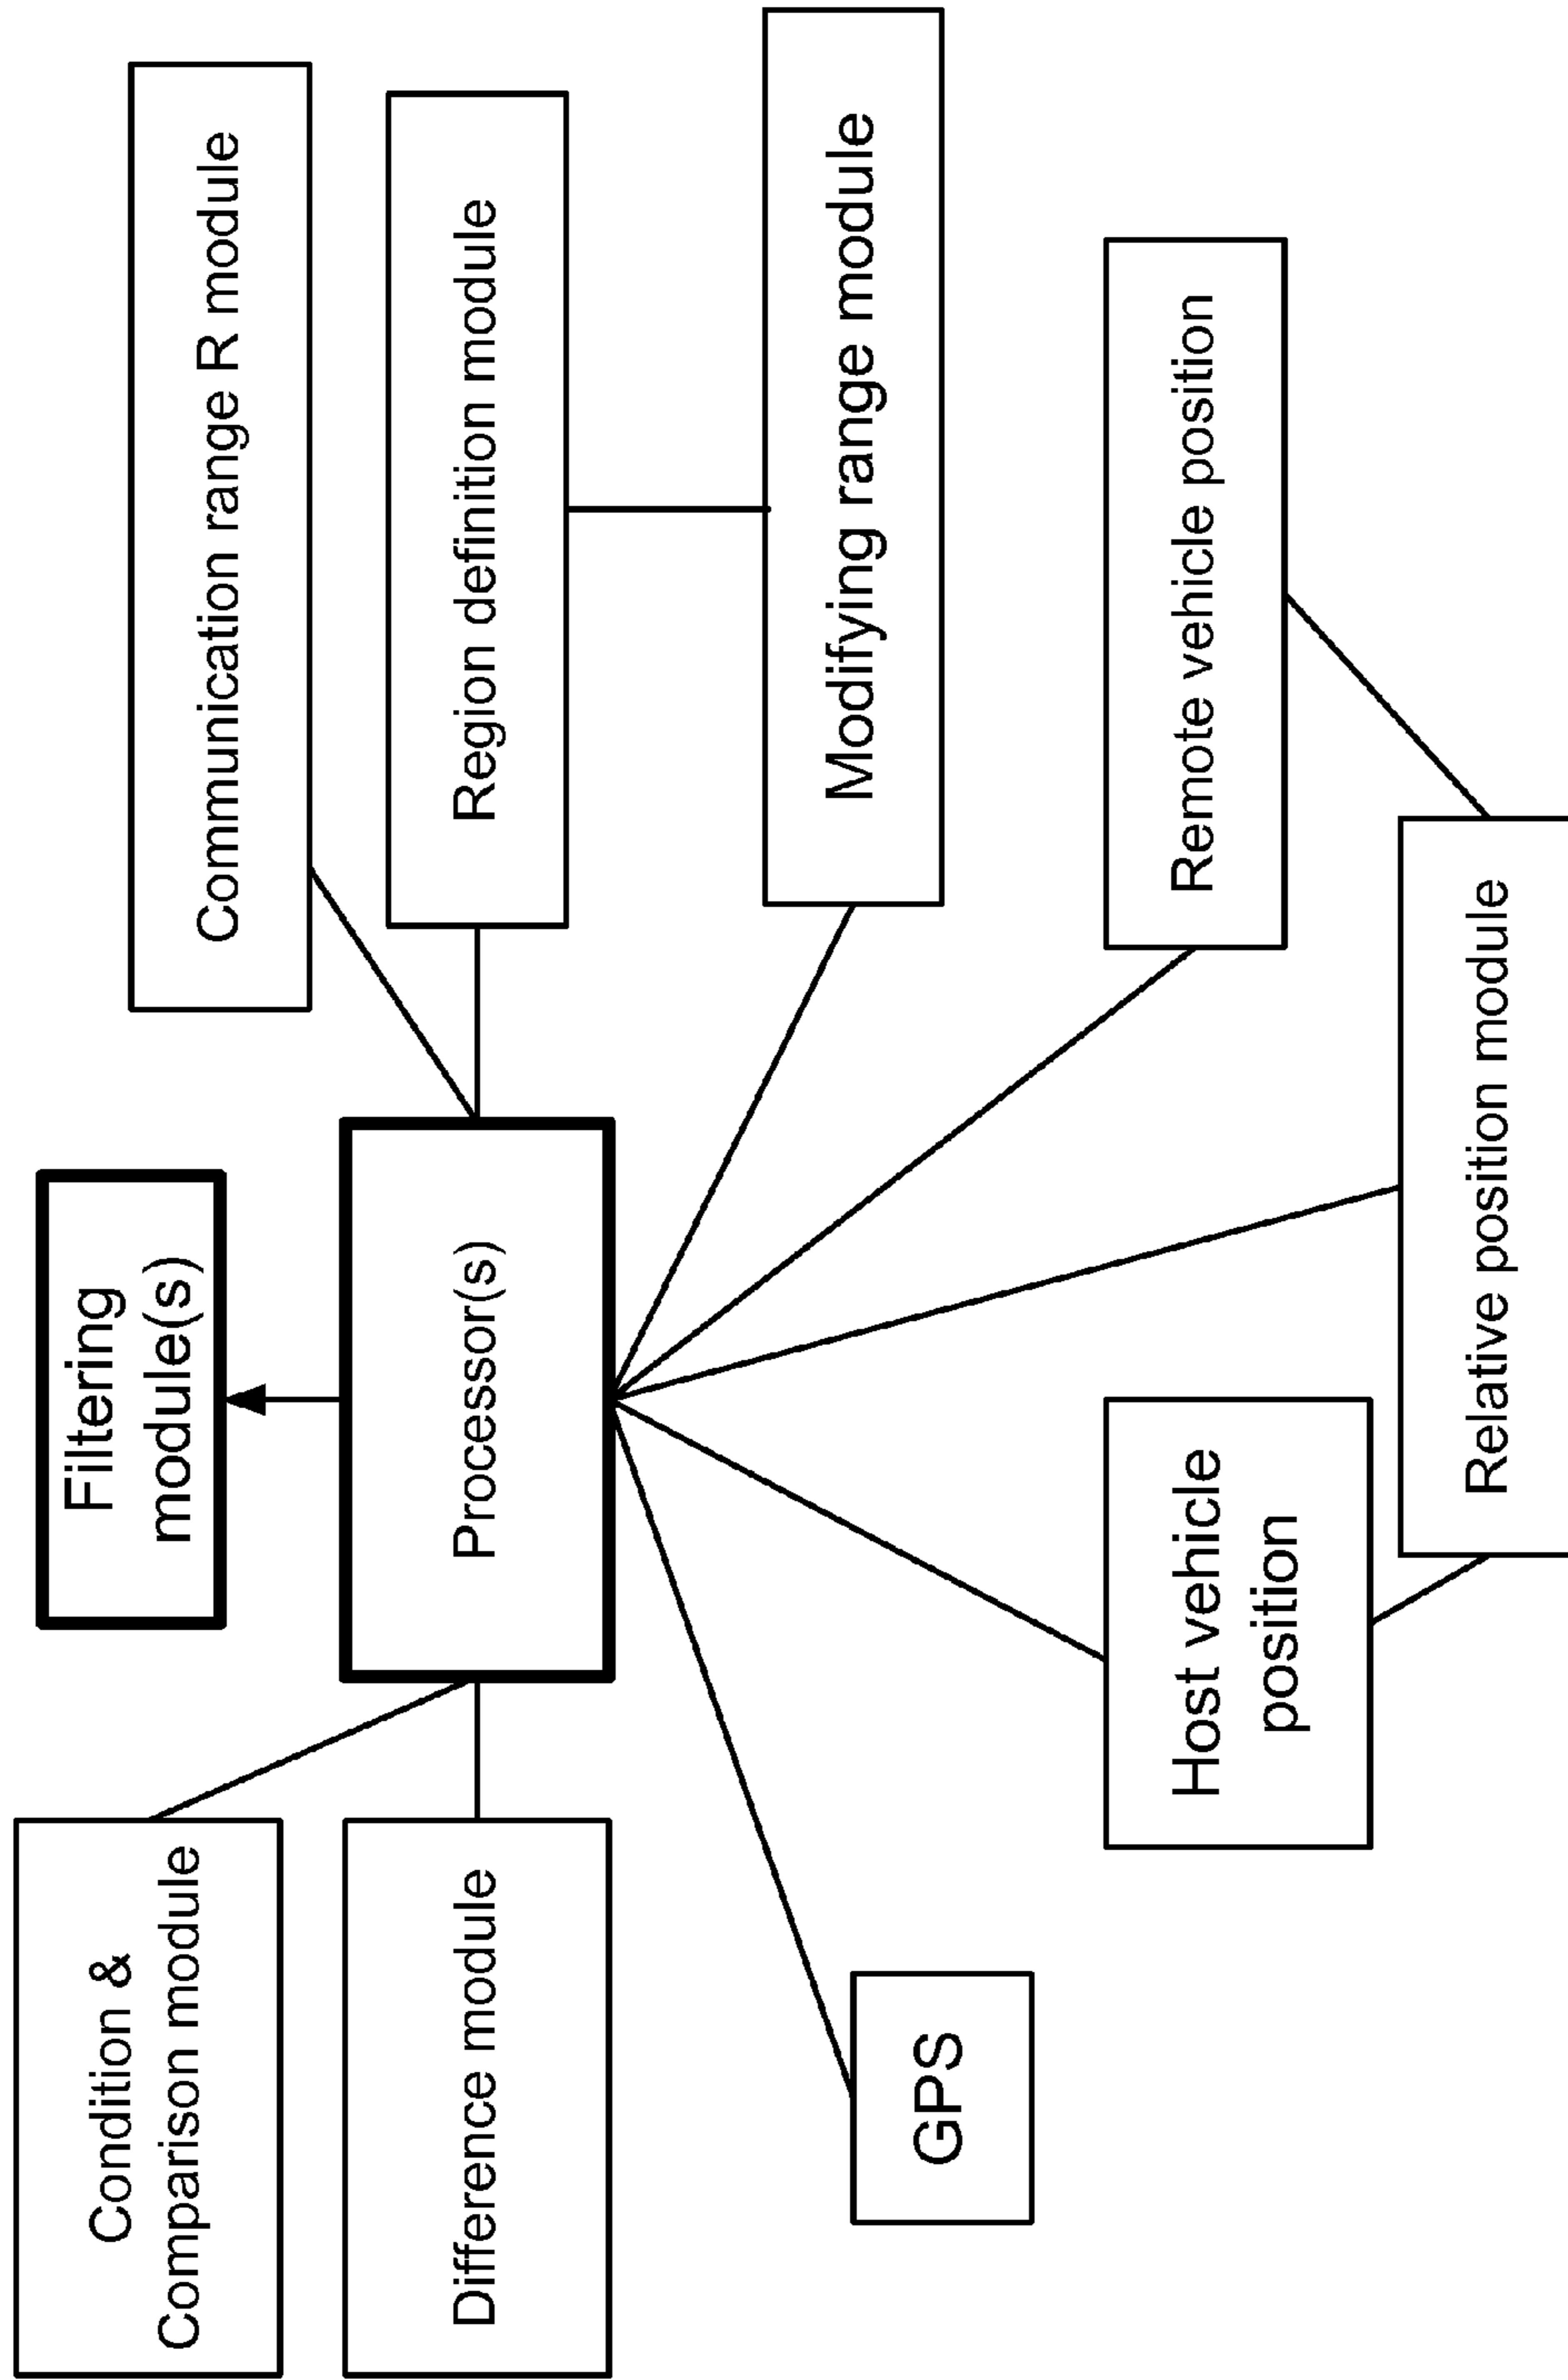 Filtering
module(s)
Condition &
Comparison module
Communication range R module
Difference module
Processor(s)
Region definition module
Modifying range module
GPS
Host vehicle
position
Remote vehicle position
Relative position module